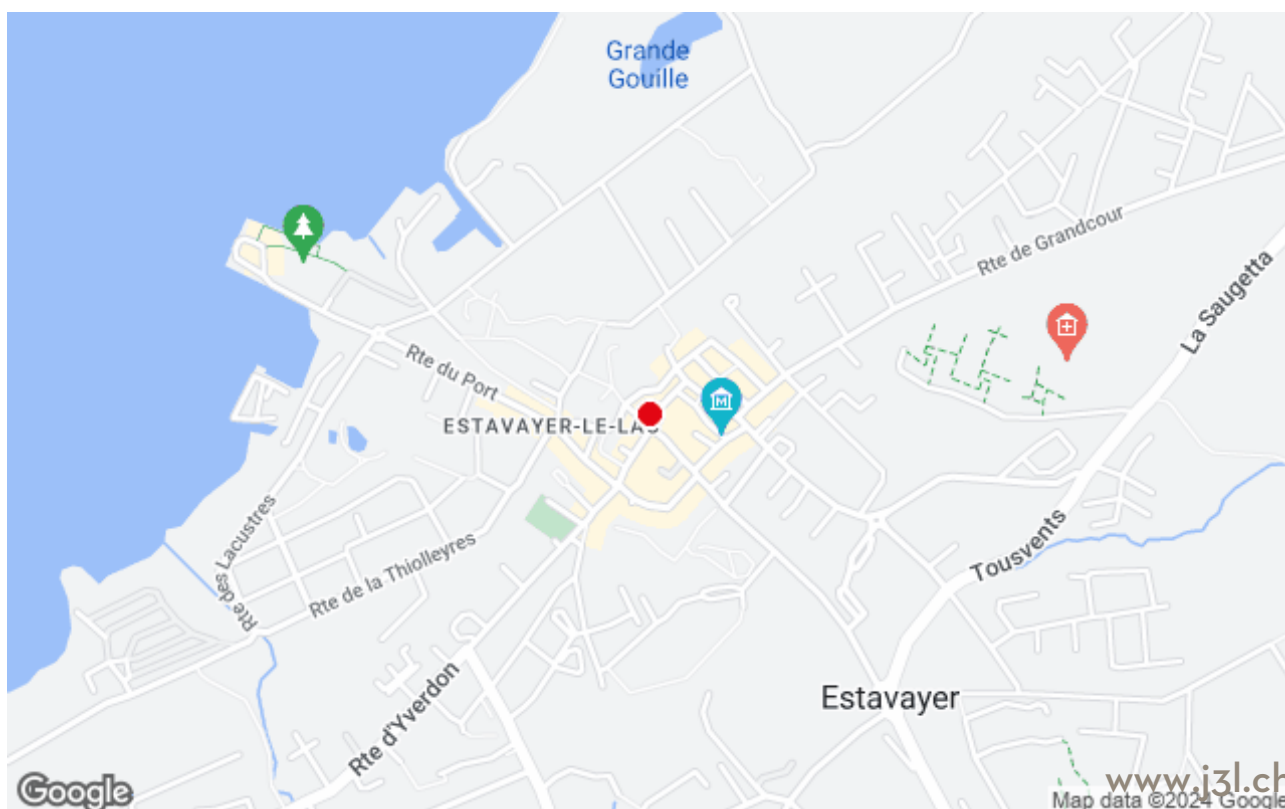 Grande
Gouille
Rte de Grandcour
La Saugetta
Rte du Port
ESTAVAYER-LE-LAC
M
Tousvents
Rte des Lacustres
Rte de la Thiolleyres
Rte d'Yverdon
Estavayer
Google
www.j3l.ch
Map data ©2024 Google